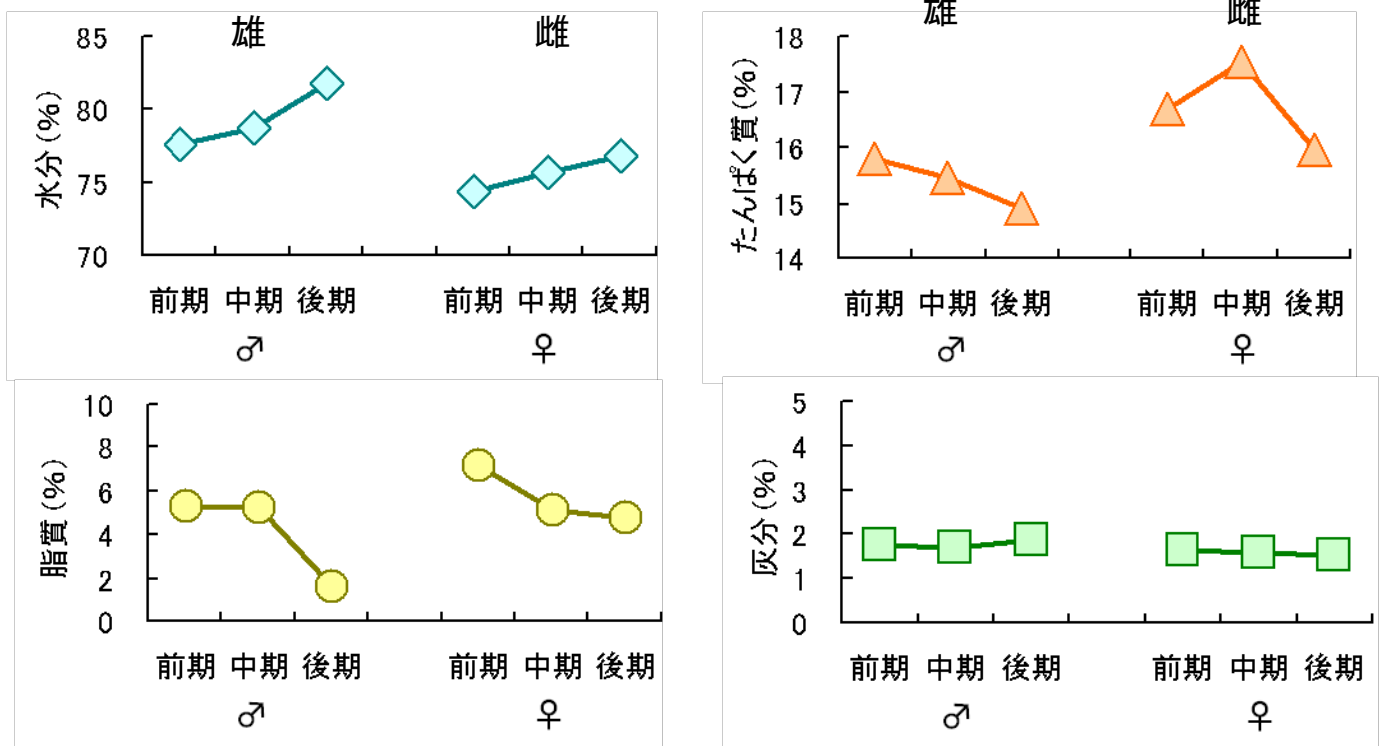 雄 雌
水分(%)
85
80
75
70
前期 中期 後期 前期 中期 後期
♂ ♀
雄 雌
たんぱく質(%)
18
17
16
15
14
前期 中期 後期 前期 中期 後期
♂ ♀
脂質(%)
10
8
6
4
2
0
前期 中期 後期 前期 中期 後期
♂ ♀
灰分(%)
5
4
3
2
1
0
前期 中期 後期 前期 中期 後期
♂ ♀